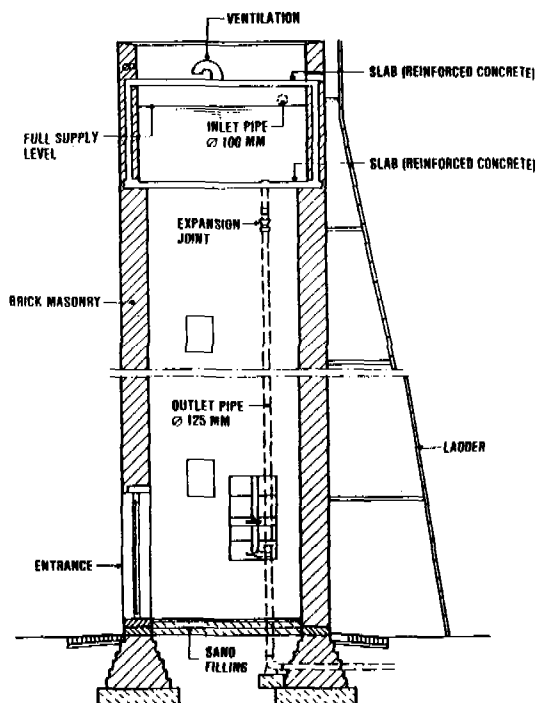 VENTILATION
SLAB (REINFORCED CONCRETE)
FULL SUPPLY
LEVEL
INLET PIPE
Ø 100 MM
SLAB (REINFORCED CONCRETE)
EXPANSION
JOINT
BRICK MASONRY
OUTLET PIPE
Ø 125 MM
LADDER
ENTRANCE
SAND
FILLING